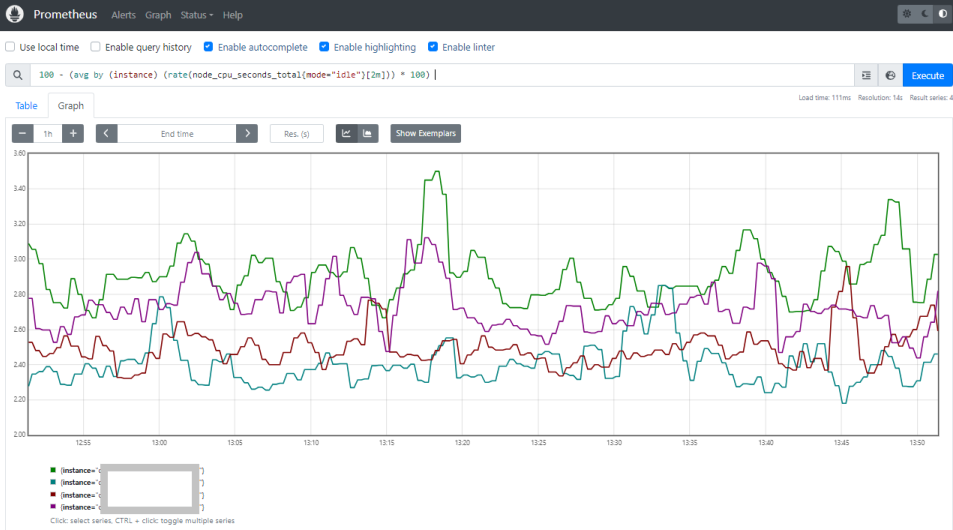 Prometheus Alerts Graph Status Help
Use local time Enable query history Enable autocomplete Enable highlighting Enable linter
100 - (avg by (instance) (rate(node_cpu_seconds_total{mode="idle"}[2m])) * 100)
Execute
Load time: 111ms Resolution: 14s Result series: 4
Table Graph
1h End time Res. (s) Show Exemplars
3.60
3.40
3.20
3.00
2.80
2.60
2.40
2.20
2.00
12:55 13:00 13:05 13:10 13:15 13:20 13:25 13:30 13:35 13:40 13:45 13:50
{instance="
{instance="
{instance="
{instance="
Click: select series, CTRL + click: toggle multiple series